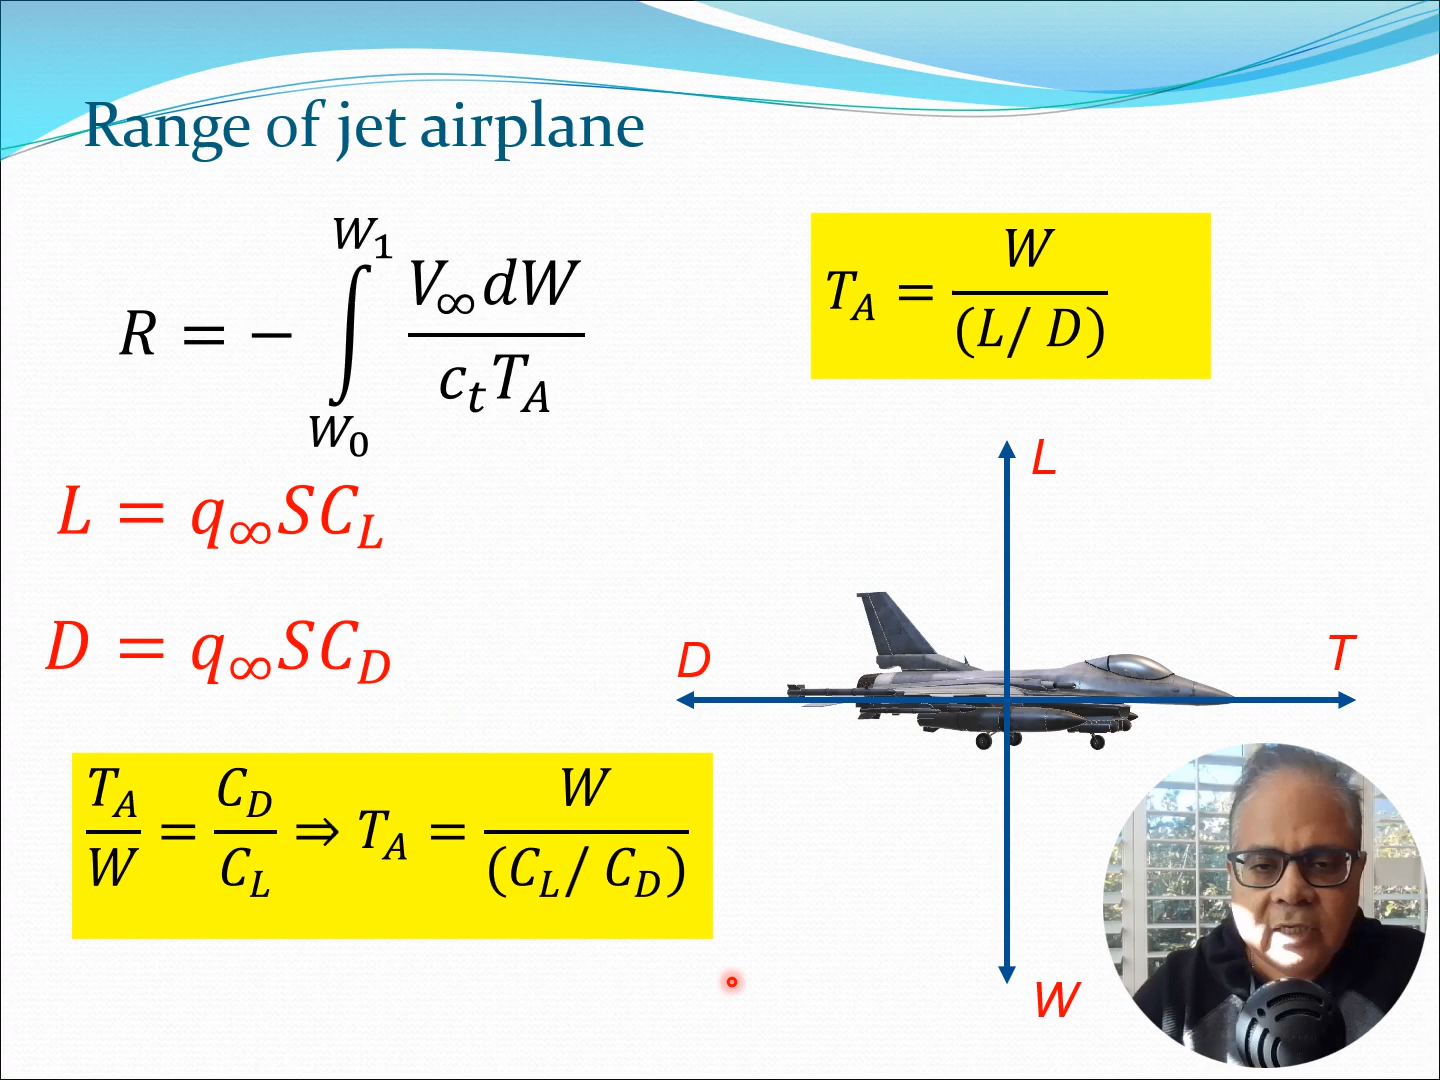 Range of jet airplane
R = − ∫_{W₀}^{W₁} (V∞ dW) / (c_t T_A)
T_A = W / (L/ D)
L = q∞SC_L
D = q∞SC_D
T_A / W = C_D / C_L ⇒ T_A = W / (C_L/ C_D)
L
D
T
W